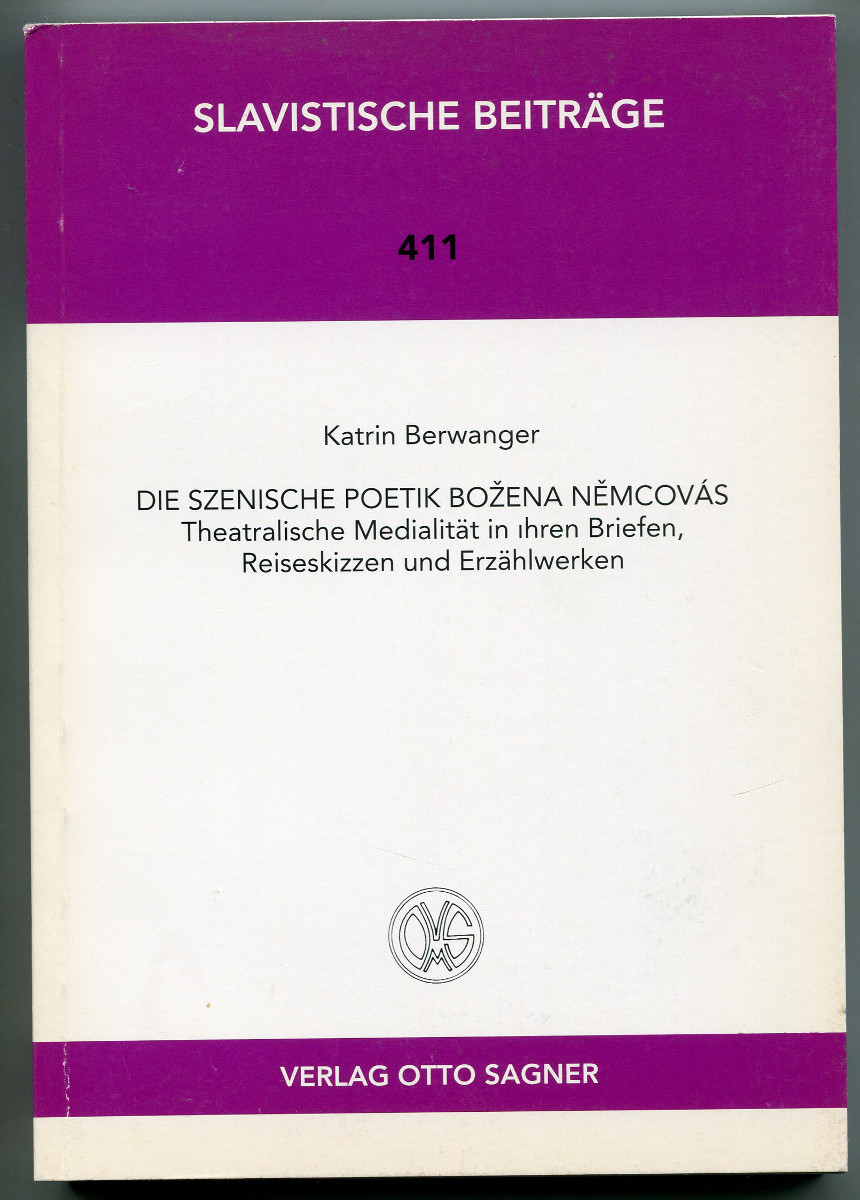 SLAVISTISCHE BEITRÄGE
411
Katrin Berwanger
DIE SZENISCHE POETIK BOŽENA NĚMCOVÁS
Theatralische Medialität in ihren Briefen,
Reiseskizzen und Erzählwerken
VERLAG OTTO SAGNER